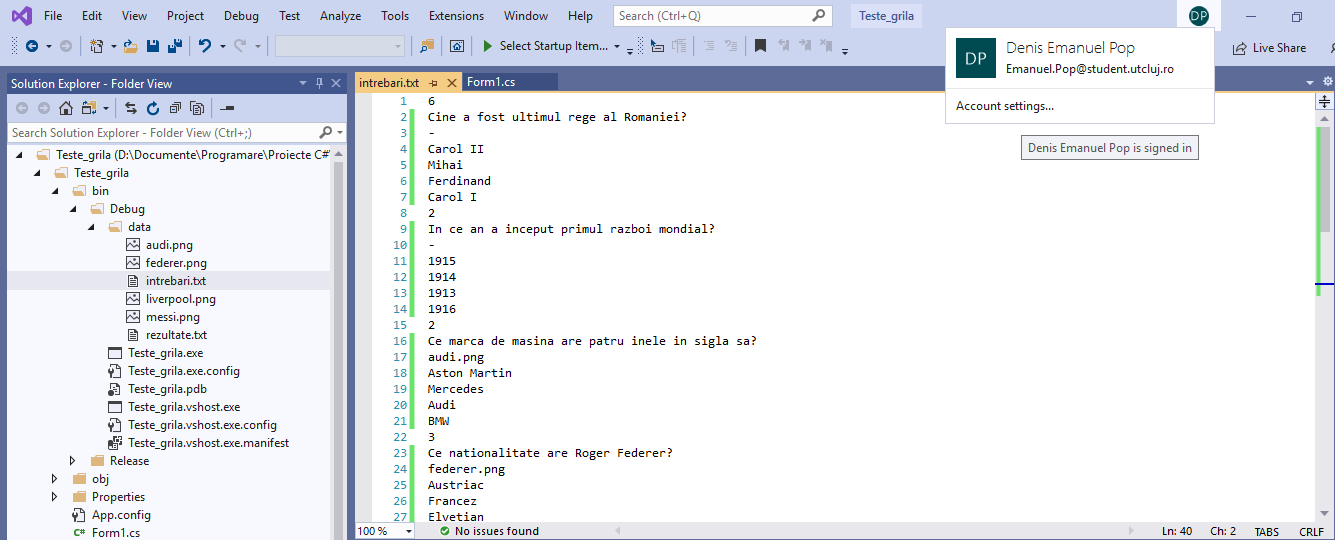 File Edit View Project Debug Test Analyze Tools Extensions Window Help Search (Ctrl+Q) Teste_grila DP
Select Startup Item... Live Share
DP Denis Emanuel Pop
Emanuel.Pop@student.utcluj.ro
Account settings...
Denis Emanuel Pop is signed in
Solution Explorer - Folder View
Search Solution Explorer - Folder View (Ctrl+;)
Teste_grila (D:\Documente\Programare\Proiecte C#
Teste_grila
bin
Debug
data
audi.png
federer.png
intrebari.txt
liverpool.png
messi.png
rezultate.txt
Teste_grila.exe
Teste_grila.exe.config
Teste_grila.pdb
Teste_grila.vshost.exe
Teste_grila.vshost.exe.config
Teste_grila.vshost.exe.manifest
Release
obj
Properties
App.config
C# Form1.cs
intrebari.txt Form1.cs
1 6
2 Cine a fost ultimul rege al Romaniei?
3 -
4 Carol II
5 Mihai
6 Ferdinand
7 Carol I
8 2
9 In ce an a inceput primul razboi mondial?
10 -
11 1915
12 1914
13 1913
14 1916
15 2
16 Ce marca de masina are patru inele in sigla sa?
17 audi.png
18 Aston Martin
19 Mercedes
20 Audi
21 BMW
22 3
23 Ce nationalitate are Roger Federer?
24 federer.png
25 Austriac
26 Francez
27 Elvetian
100 % No issues found Ln: 40 Ch: 2 TABS CRLF